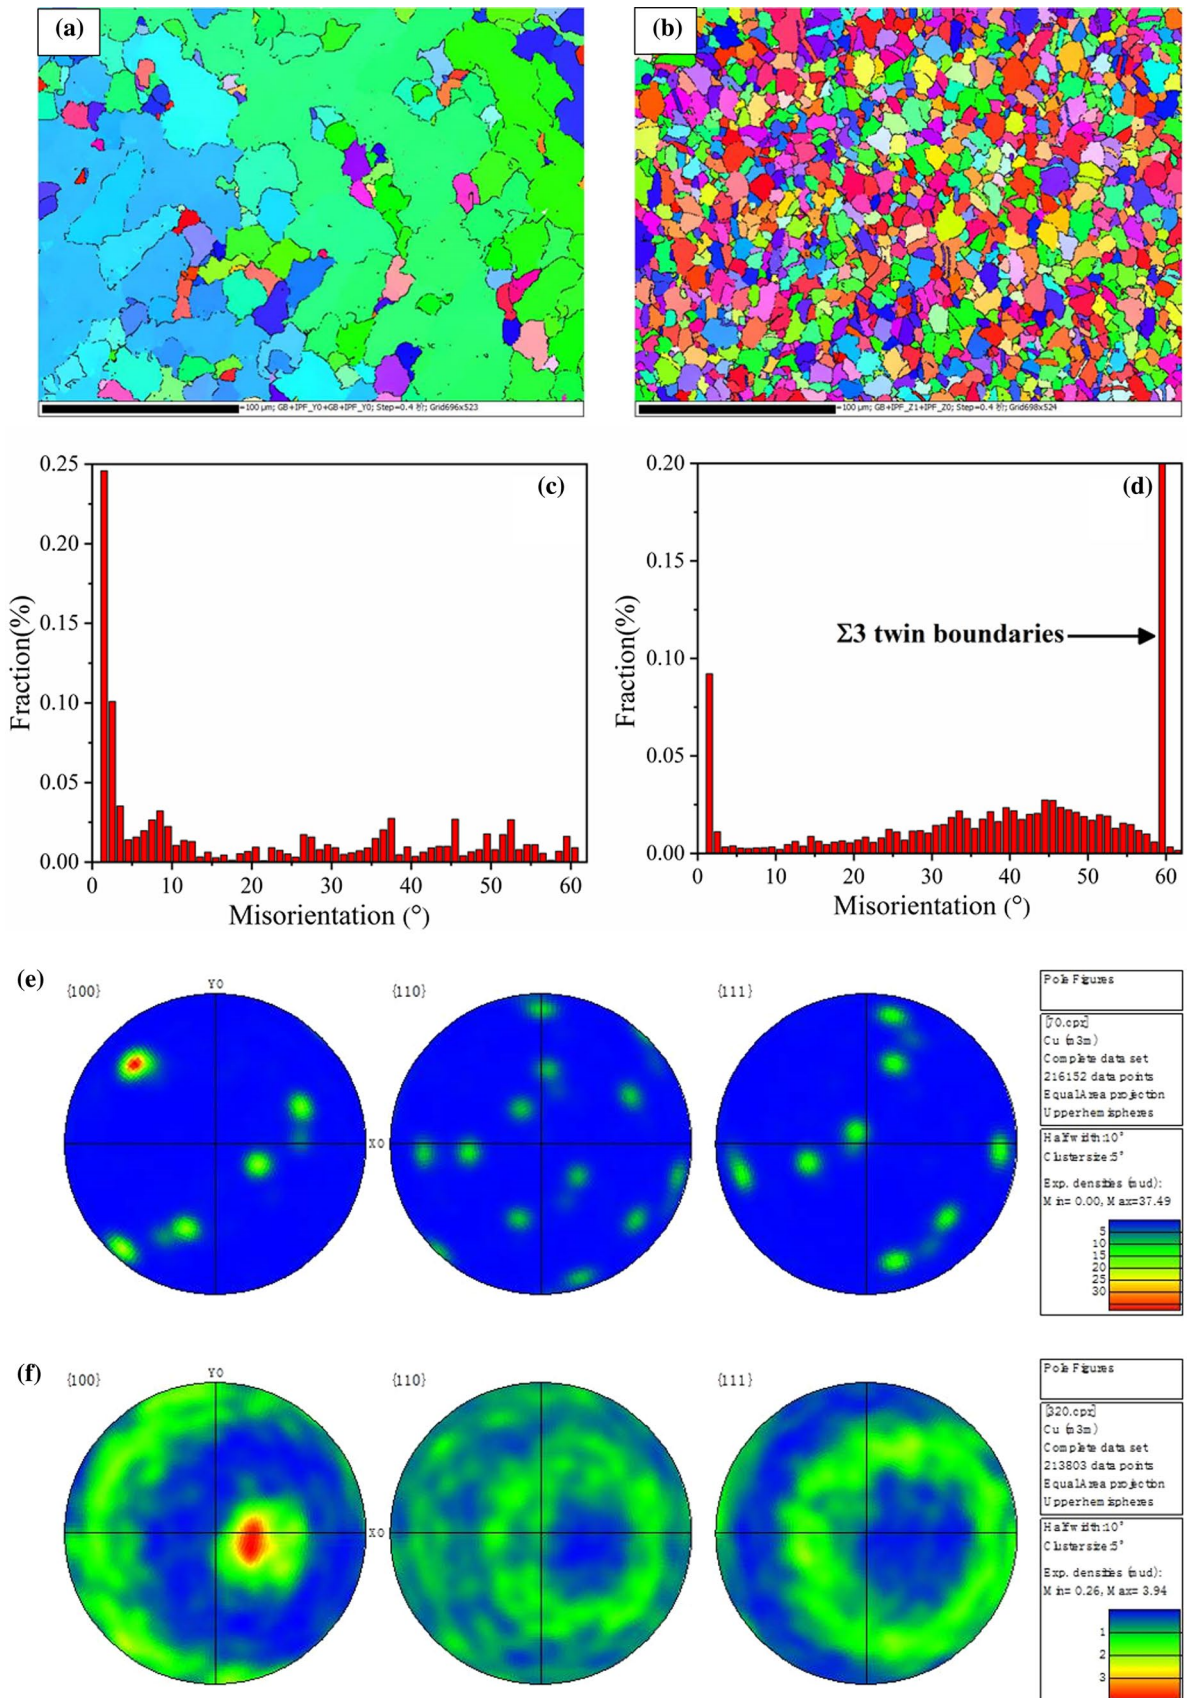 (a)
(b)
=100 µm; GB+IPF_Y0+GB+IPF_Y0; Step=0.4 桁; Grid696x523
=100 µm; GB+IPF_Z1+IPF_Z0; Step=0.4 桁; Grid698x524
(c)
Fraction(%)
0.25
0.20
0.15
0.10
0.05
0.00
0 10 20 30 40 50 60
Misorientation (°)
(d)
Fraction(%)
0.20
0.15
0.10
0.05
0.00
Σ3 twin boundaries
0 10 20 30 40 50 60
Misorientation (°)
(e)
{100}
Y0
X0
{110}
{111}
Pole Figures
[70.cpr]
Cu (m3m)
Complete data set
216152 data points
Equal Area projection
Upper hemispheres
Half width:10°
Cluster size:5°
Exp. densities (mud):
Min= 0.00, Max=37.49
5
10
15
20
25
30
(f)
{100}
Y0
X0
{110}
{111}
Pole Figures
[320.cpr]
Cu (m3m)
Complete data set
213803 data points
Equal Area projection
Upper hemispheres
Half width:10°
Cluster size:5°
Exp. densities (mud):
Min= 0.26, Max= 3.94
1
2
3